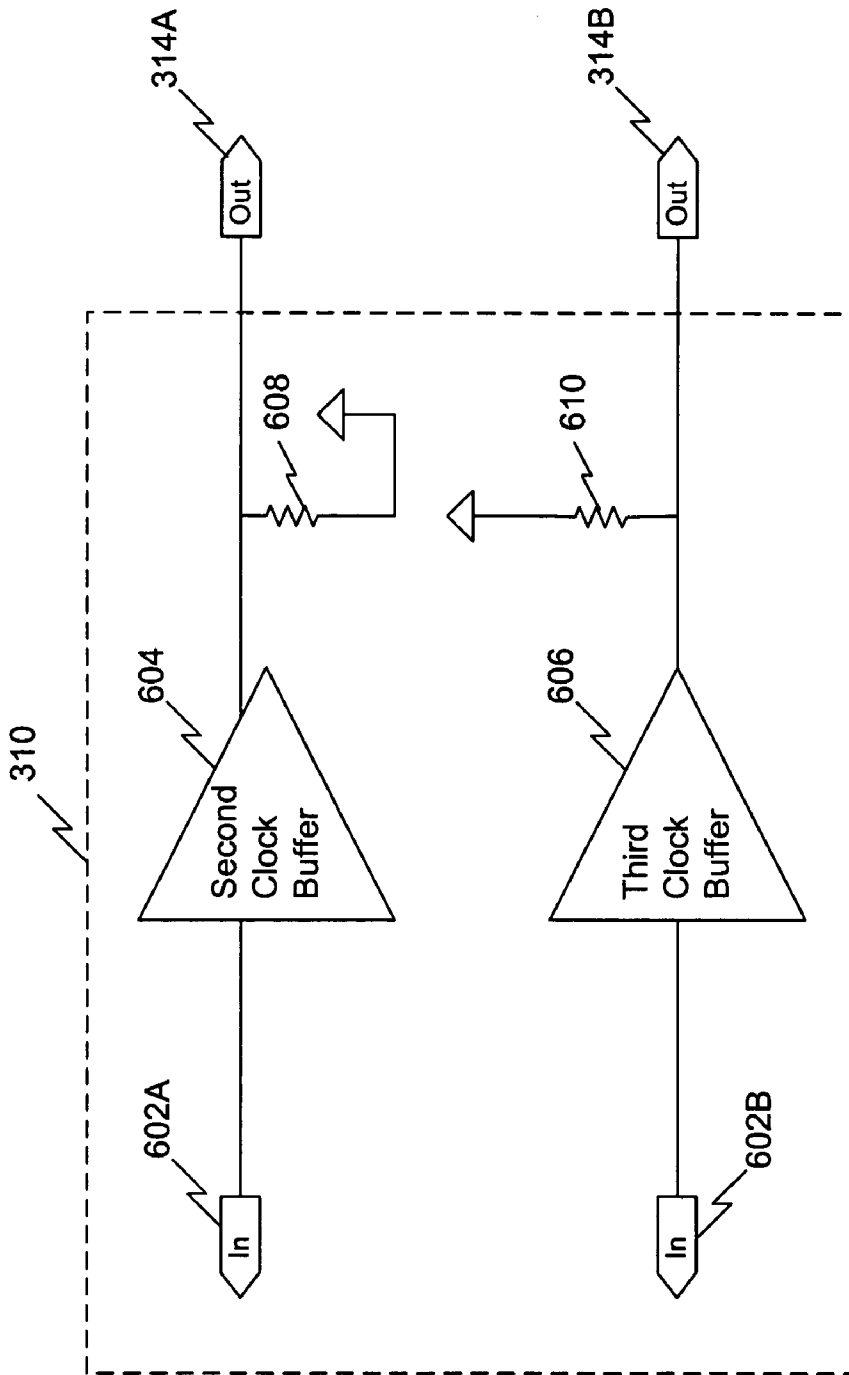 310
602A
In
Second
Clock
Buffer
604
608
Out
314A
602B
In
Third
Clock
Buffer
606
610
Out
314B